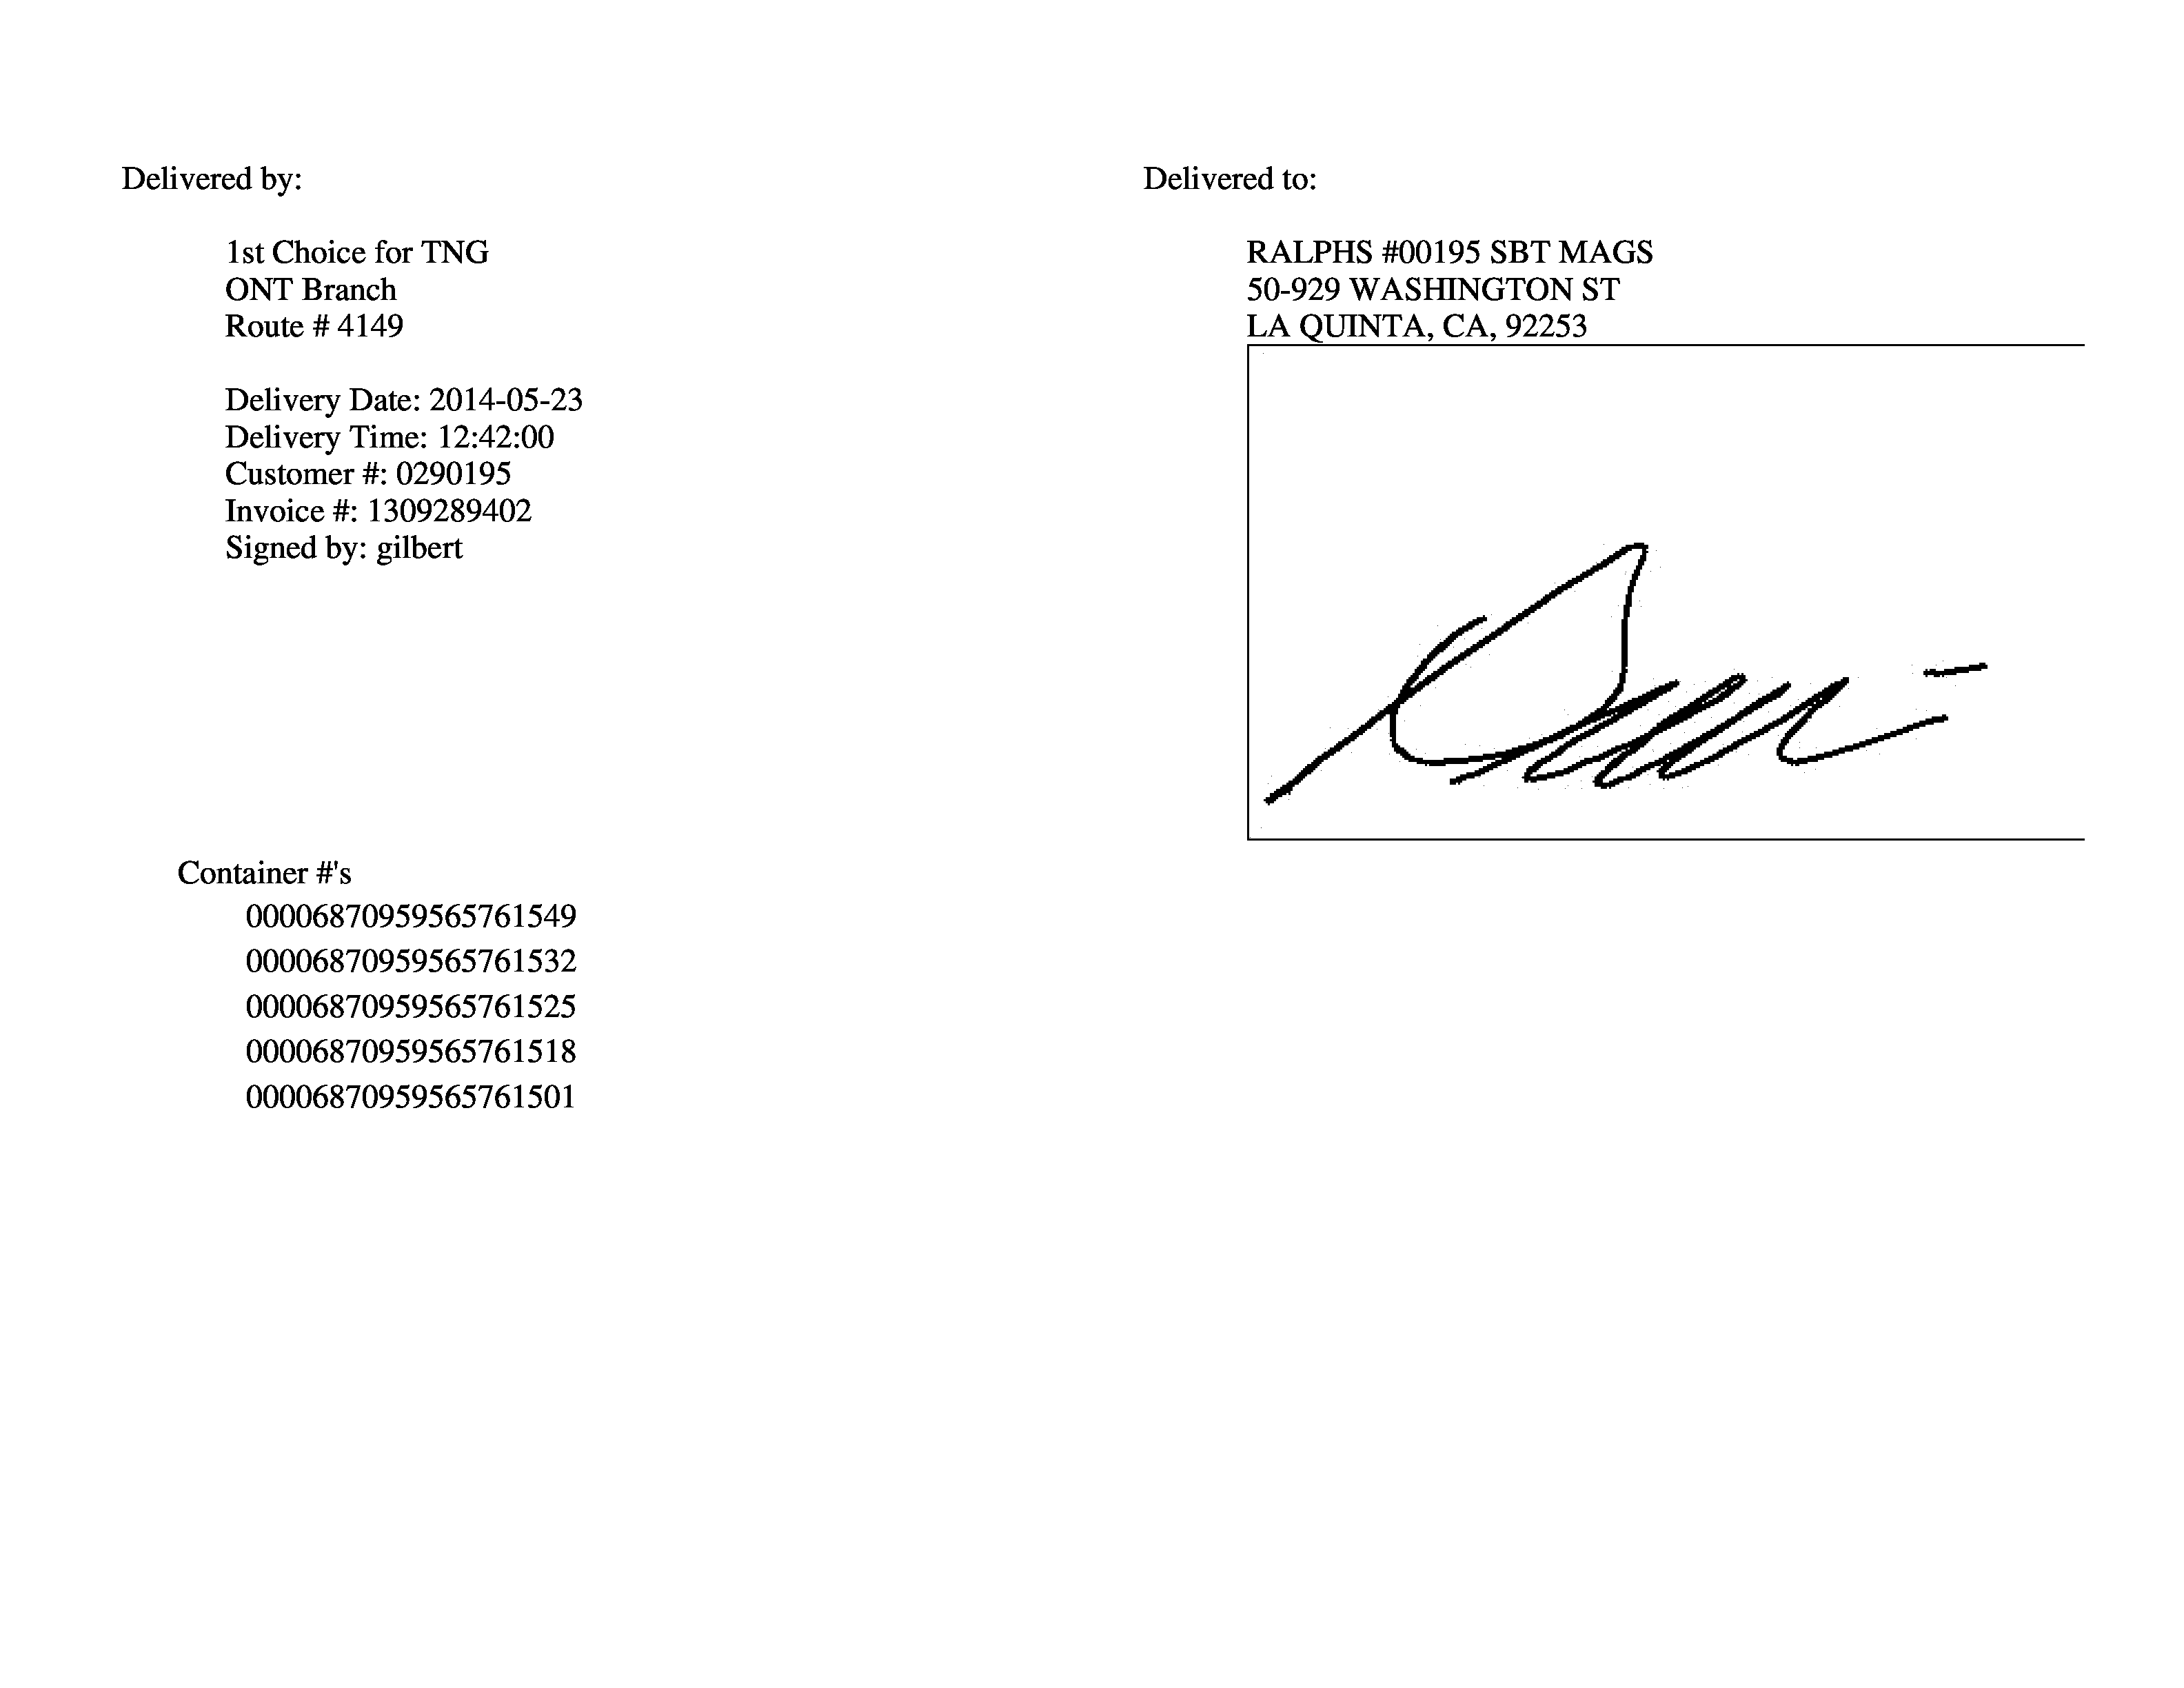 Delivered by:
1st Choice for TNG
ONT Branch
Route # 4149
Delivery Date: 2014-05-23
Delivery Time: 12:42:00
Customer #: 0290195
Invoice #: 1309289402
Signed by: gilbert
Delivered to:
RALPHS #00195 SBT MAGS
50-929 WASHINGTON ST
LA QUINTA, CA, 92253
Container #'s
00006870959565761549
00006870959565761532
00006870959565761525
00006870959565761518
00006870959565761501